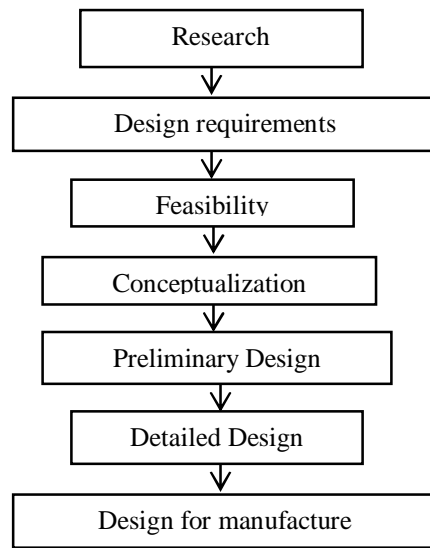 Research
Design requirements
Feasibility
Conceptualization
Preliminary Design
Detailed Design
Design for manufacture